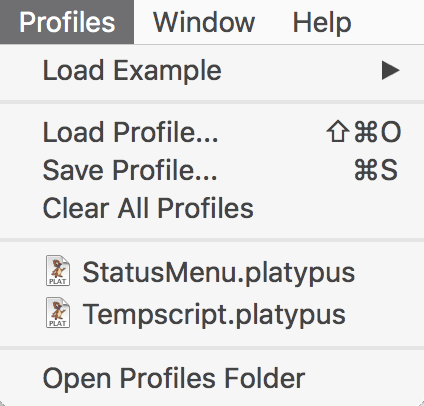 Profiles Window Help
Load Example ▶
Load Profile... ⇧⌘O
Save Profile... ⌘S
Clear All Profiles
PLAT StatusMenu.platypus
PLAT Tempscript.platypus
Open Profiles Folder